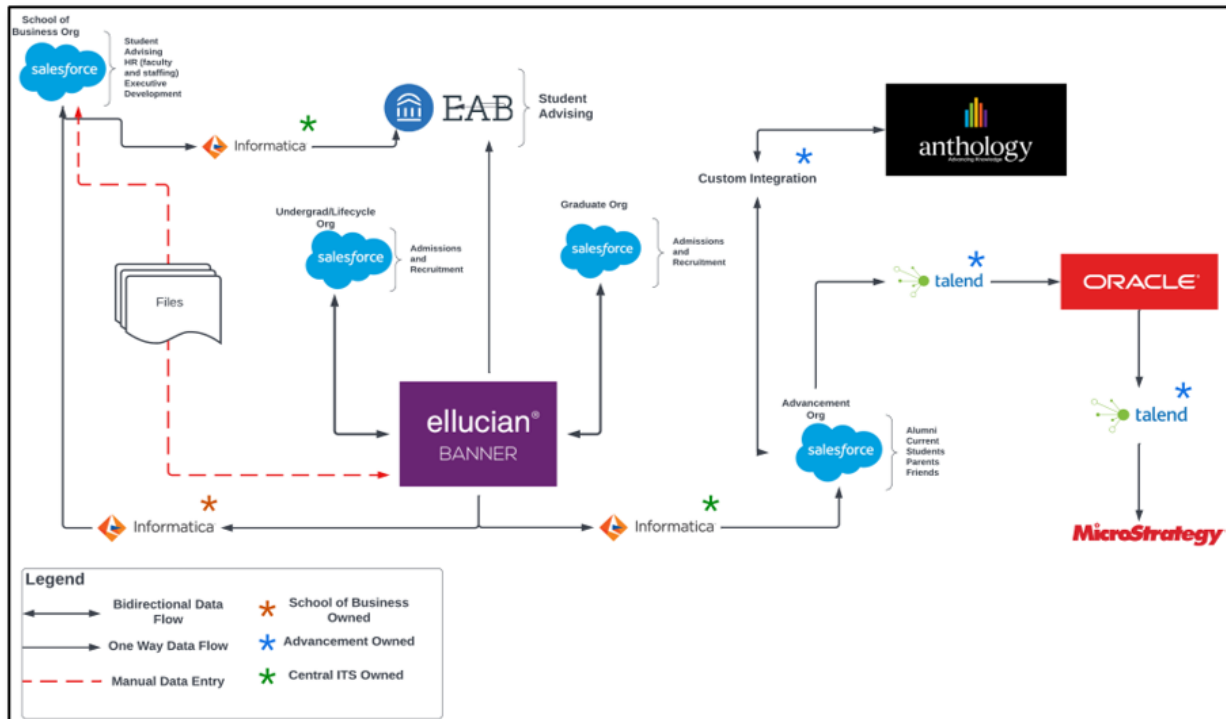 School of
Business Org
salesforce
Student
Advising
HR (faculty
and staffing)
Executive
Development
Informatica
EAB
Student
Advising
anthology
Advancing Knowledge
Custom Integration
Undergrad/Lifecycle
Org
salesforce
Admissions
and
Recruitment
Graduate Org
salesforce
Admissions
and
Recruitment
Files
talend
ORACLE
ellucian®
BANNER
Advancement
Org
salesforce
Alumni
Current
Students
Parents
Friends
talend
Informatica
Informatica
MicroStrategy
Legend
Bidirectional Data
Flow
School of Business
Owned
One Way Data Flow
Advancement Owned
Manual Data Entry
Central ITS Owned